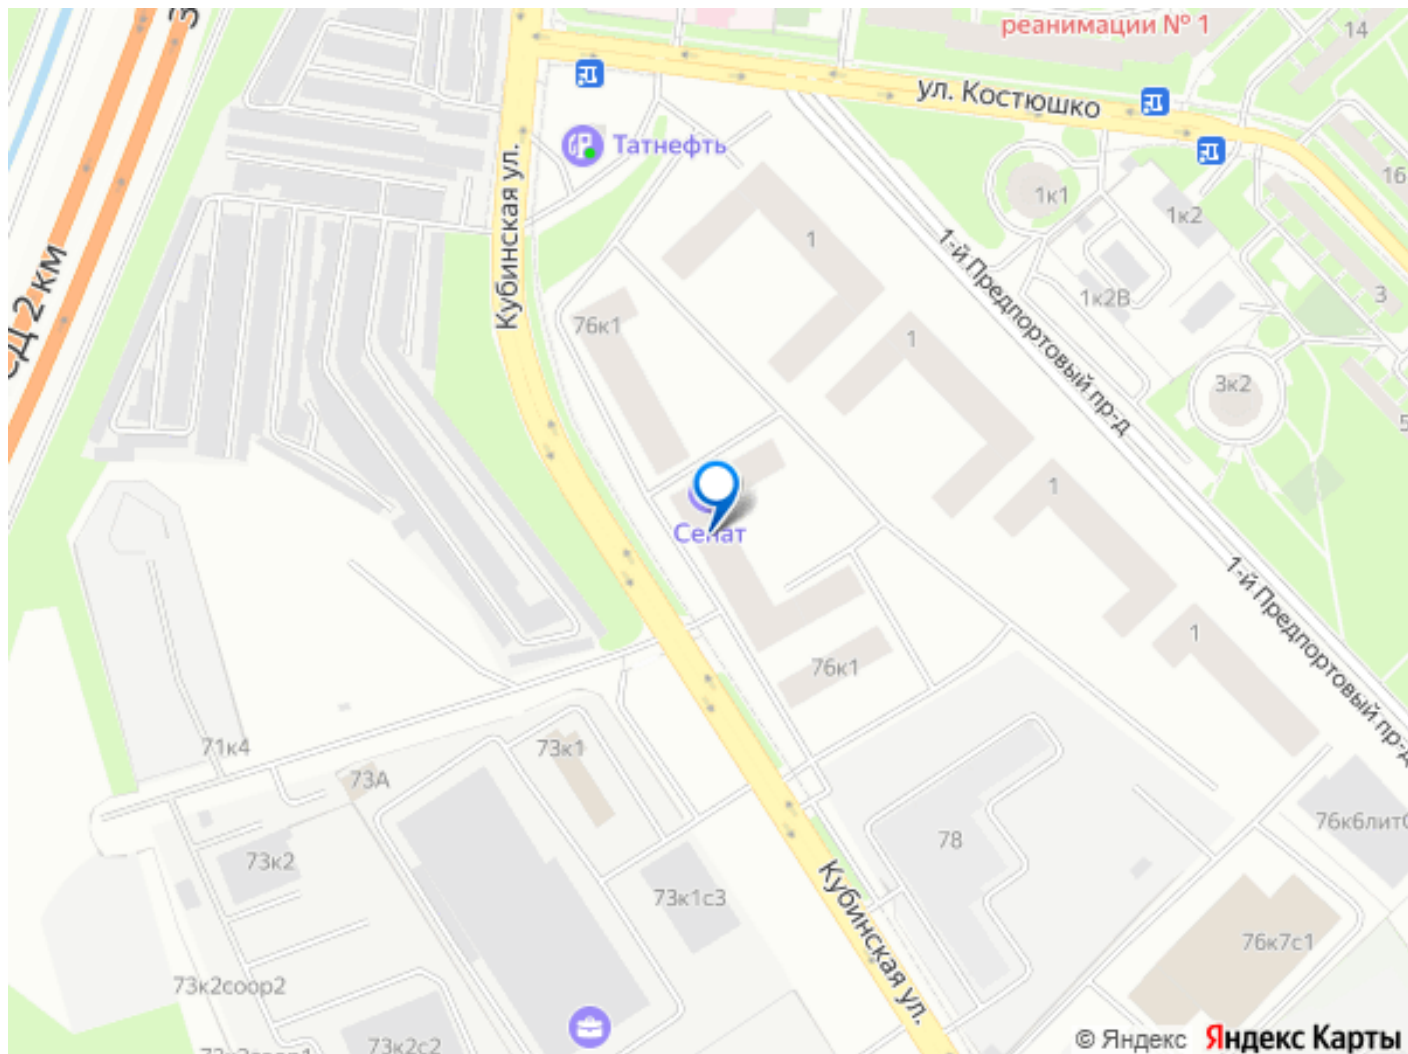 реанимации № 1
14
ул. Костюшко
Татнефть
16
1к1
1к2
Кубинская ул.
1
1-й Предпортовый пр-д
1к2В
3
76к1
1
3к2
5
1
Сенат
1-й Предпортовый пр-д
1
76к1
71к4
73к1
73А
78
73к2
73к1с3
Кубинская ул.
76к7с1
73к2соор2
73к2с2
© Яндекс Яндекс Карты
2 км